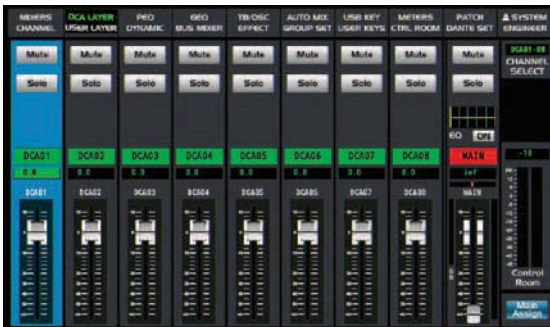 MIXERS DCA LAYER PEQ GEQ TB/OSC AUTO MIX USB KEY METERS PATCH SYSTEM
CHANNEL USER LAYER DYNAMIC BUS MIXER EFFECT GROUP SET USER KEYS CTRL ROOM DANTE SET ENGINEER
Mute Mute Mute Mute Mute Mute Mute Mute Mute
CHANNEL
SELECT
Solo Solo Solo Solo Solo Solo Solo Solo Solo
EQ ON
DCA01 DCA02 DCA03 DCA04 DCA05 DCA06 DCA07 DCA08 MAIN -10
0.0 0.0 0.0 0.0 0.0 0.0 0.0 0.0 inf
DCA01 DCA02 DCA03 DCA04 DCA05 DCA06 DCA07 DCA08 MAIN
Control
Room
Main
Assign